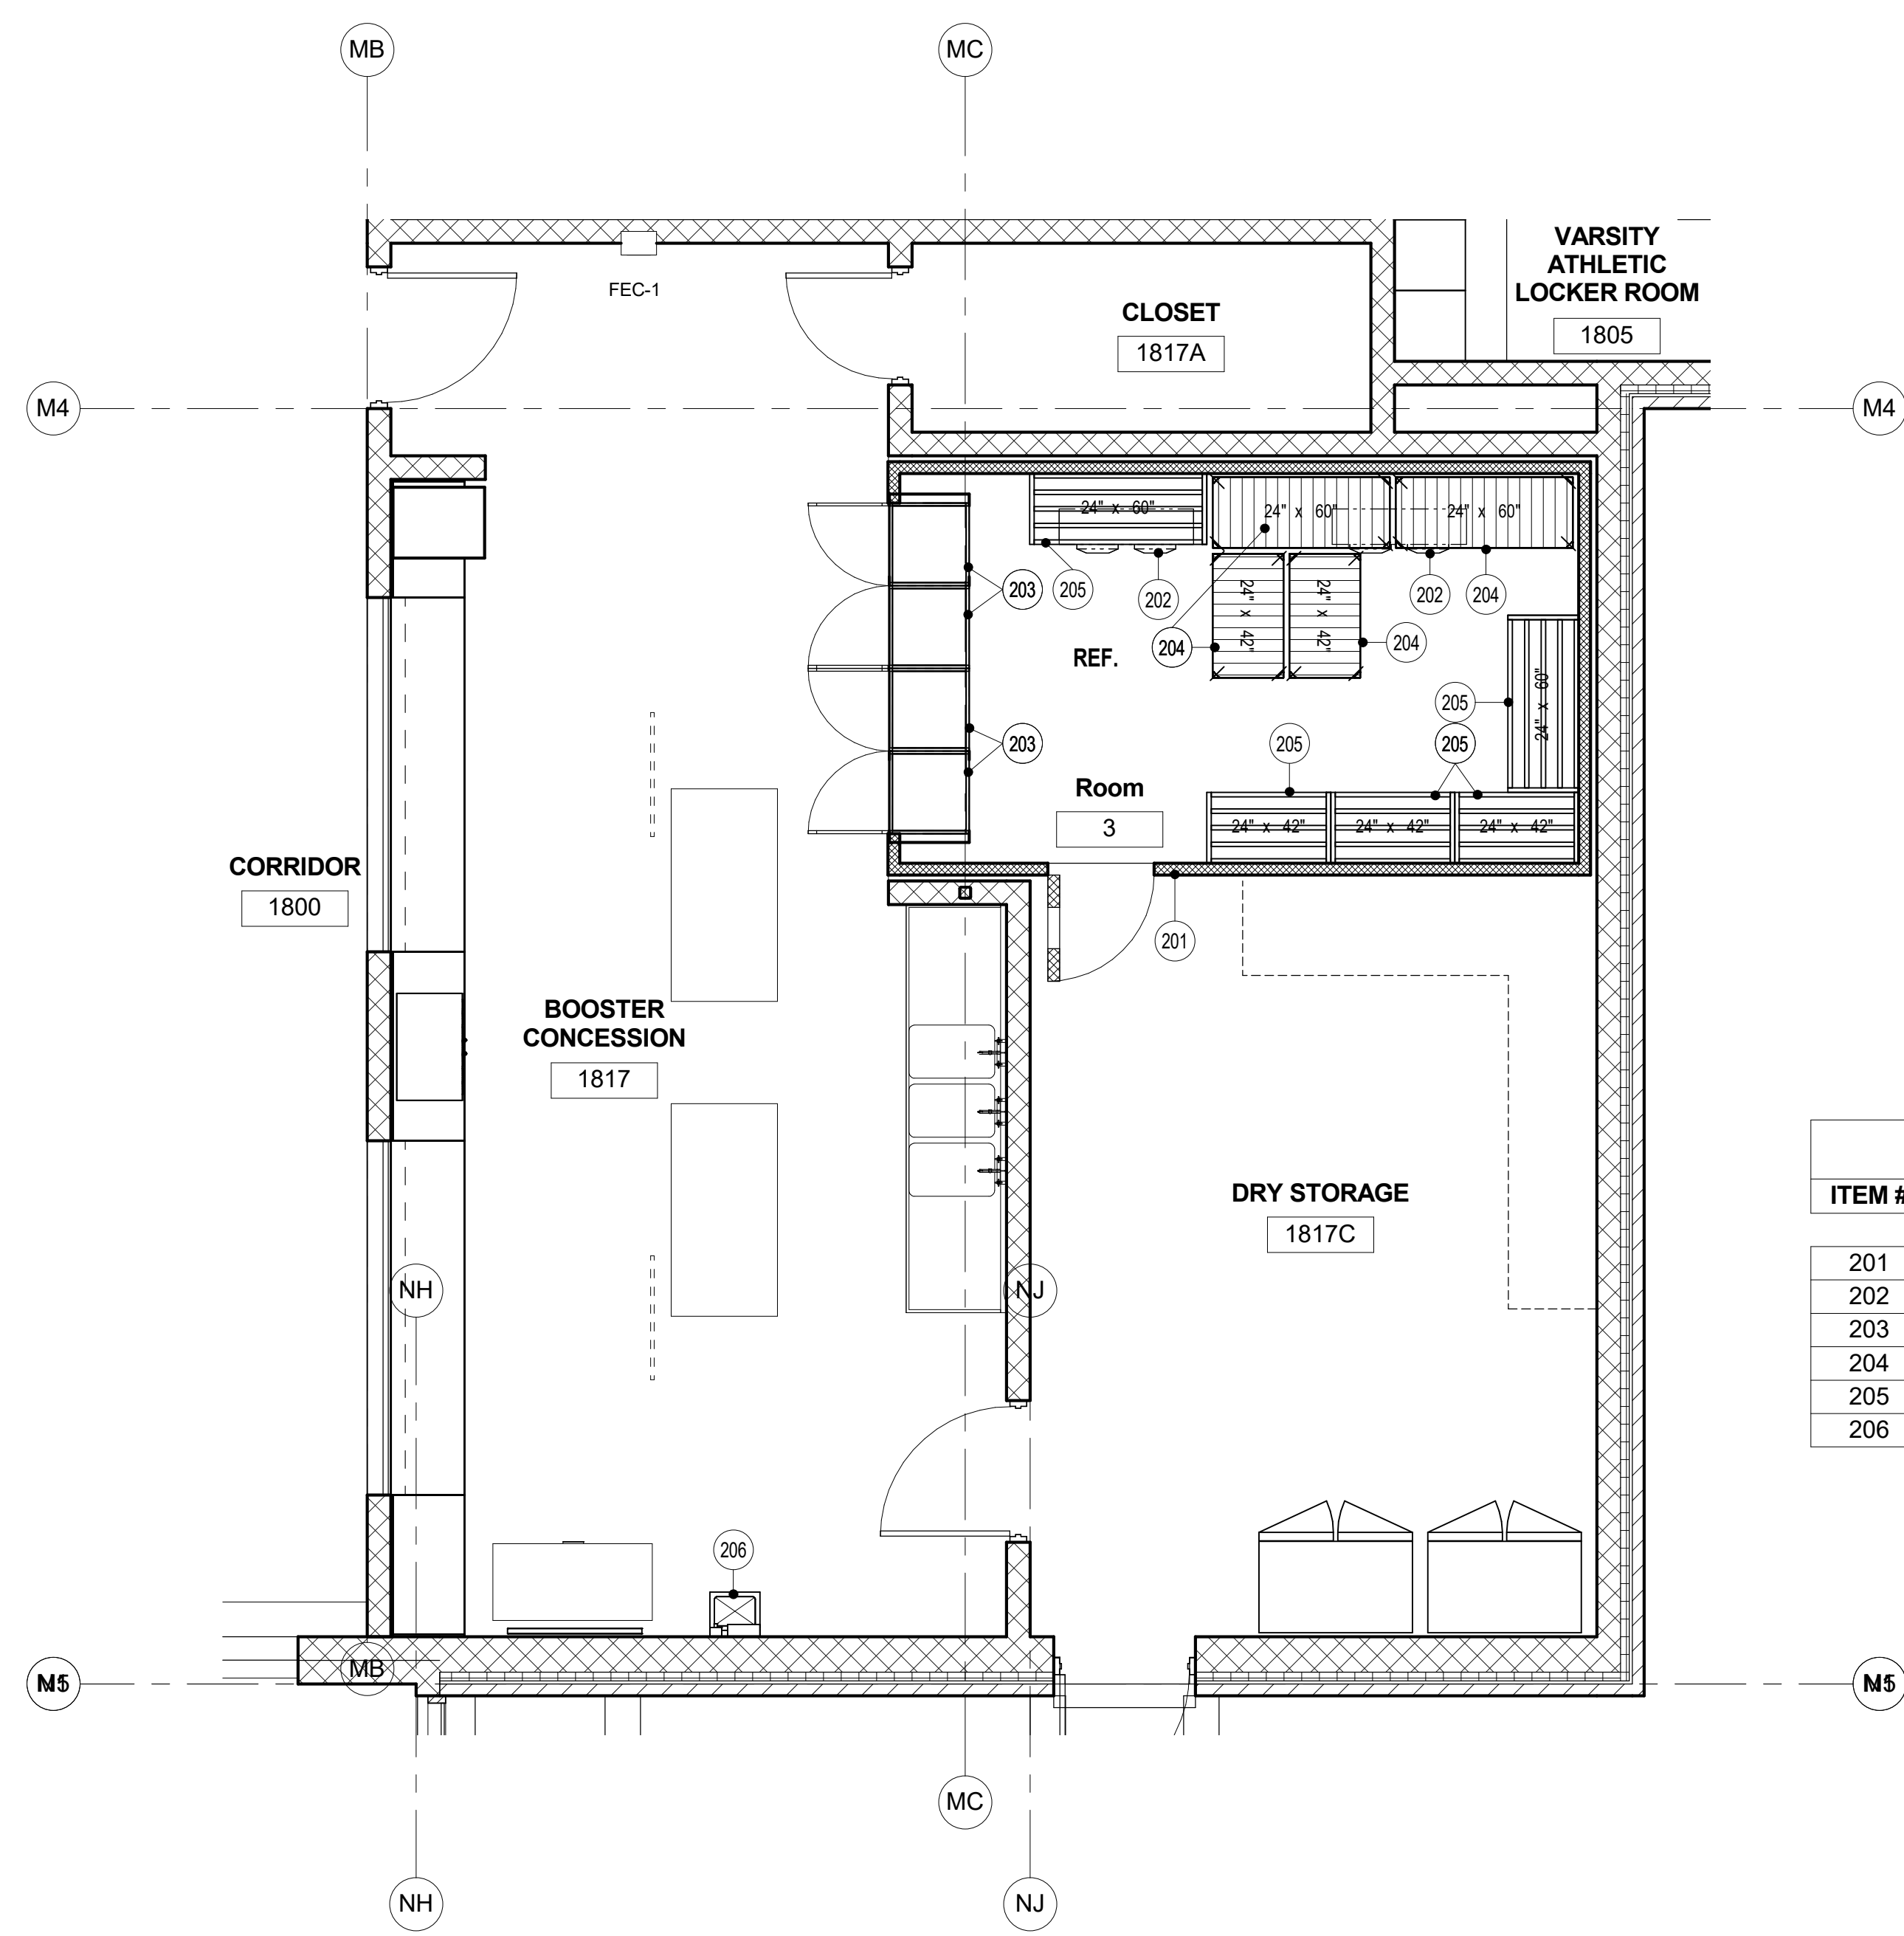 MB
MC
VARSITY
ATHLETIC
LOCKER ROOM
1805
FEC-1
CLOSET
1817A
M4
M4
24" x 60"
24" x 60"
24" x 60"
203
205
202
202
204
24" x 42"
24" x 42"
204
204
REF.
205
24" x 60"
203
205
205
Room
3
24" x 42"
24" x 42"
24" x 42"
CORRIDOR
1800
201
BOOSTER
CONCESSION
1817
DRY STORAGE
1817C
ITEM #
201
202
203
204
205
206
NH
NJ
206
MB
MC
NH
NJ